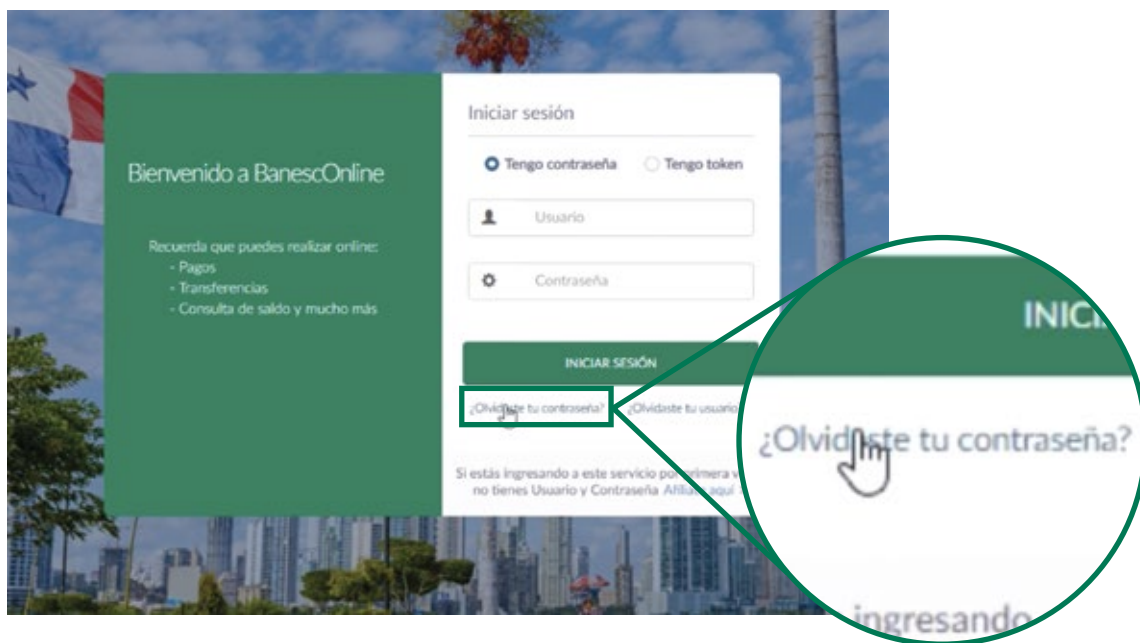 Bienvenido a BanescOnline
Recuerda que puedes realizar online:
- Pagos
- Transferencias
- Consulta de saldo y mucho más
Iniciar sesión
Tengo contraseña
Tengo token
Usuario
Contraseña
INICIAR SESIÓN
¿Olvidaste tu contraseña? ¿Olvidaste tu usuario
Si estás ingresando a este servicio por primera
no tienes Usuario y Contraseña Afíliate aquí
INICI
¿Olvidaste tu contraseña?
ingresando